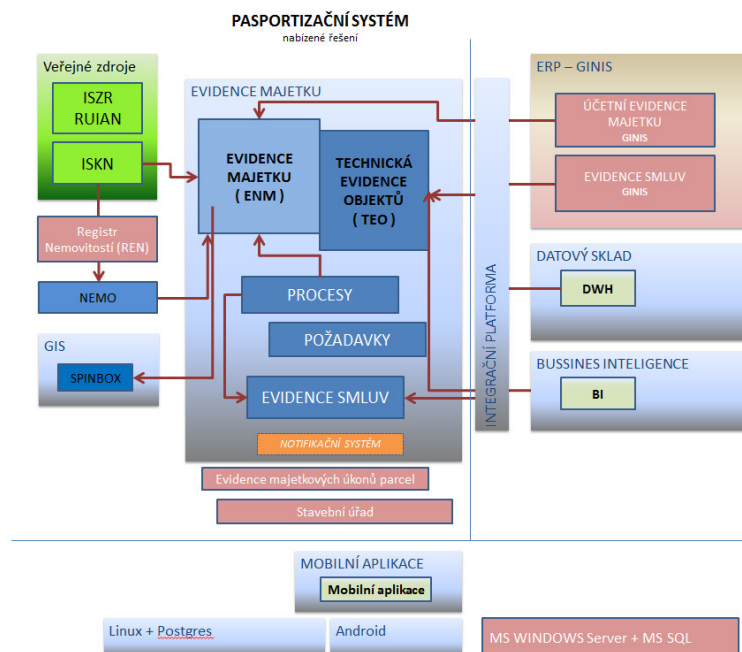 PASPORTIZAČNÍ SYSTÉM
nabízené řešení
Veřejné zdroje
ISZR
RUIAN
ISKN
Registr
Nemovitostí (REN)
NEMO
GIS
SPINBOX
EVIDENCE MAJETKU
EVIDENCE
MAJETKU
( ENM )
TECHNICKÁ
EVIDENCE
OBJEKTŮ
( TEO )
PROCESY
POŽADAVKY
EVIDENCE SMLUV
NOTIFIKAČNÍ SYSTÉM
Evidence majetkových úkonů parcel
Stavební úřad
INTEGRAČNÍ PLATFORMA
ERP – GINIS
ÚČETNÍ EVIDENCE
MAJETKU
GINIS
EVIDENCE SMLUV
GINIS
DATOVÝ SKLAD
DWH
BUSSINES INTELIGENCE
BI
MOBILNÍ APLIKACE
Mobilní aplikace
Linux + Postgres
Android
MS WINDOWS Server + MS SQL